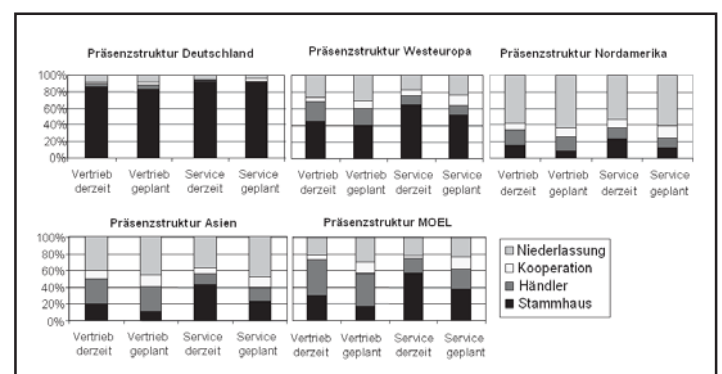 Präsenzstruktur Deutschland
100%
80%
60%
40%
20%
0%
Vertrieb derzeit
Vertrieb geplant
Service derzeit
Service geplant
Präsenzstruktur Westeuropa
Vertrieb derzeit
Vertrieb geplant
Service derzeit
Service geplant
Präsenzstruktur Nordamerika
Vertrieb derzeit
Vertrieb geplant
Service derzeit
Service geplant
Präsenzstruktur Asien
100%
80%
60%
40%
20%
0%
Vertrieb derzeit
Vertrieb geplant
Service derzeit
Service geplant
Präsenzstruktur MOEL
Vertrieb derzeit
Vertrieb geplant
Service derzeit
Service geplant
Niederlassung
Kooperation
Händler
Stammhaus